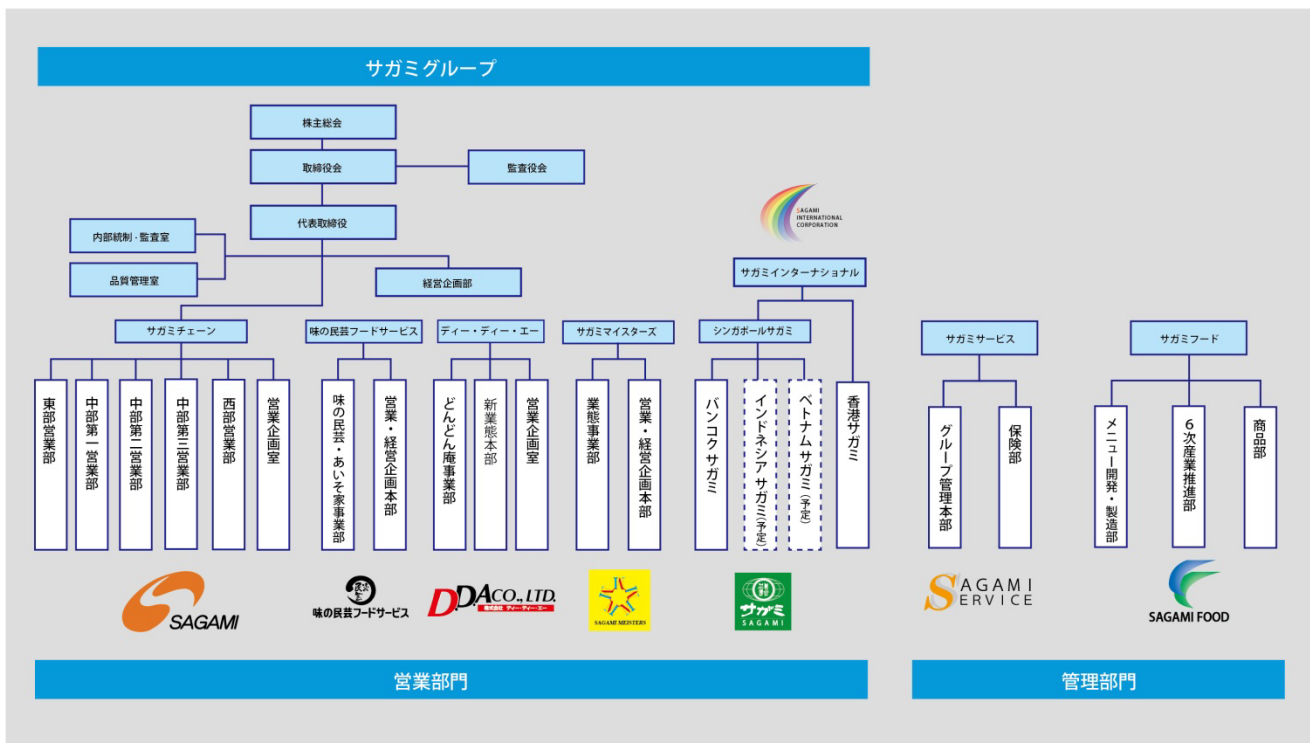 サガミグループ
株主総会
取締役会
監査役会
代表取締役
内部統制・監査室
品質管理室
経営企画部
SAGAMI
INTERNATIONAL
CORPORATION
サガミインターナショナル
サガミチェーン
味の民芸フードサービス
ディー・ディー・エー
サガミマイスターズ
シンガポールサガミ
サガミサービス
サガミフード
東部営業部
中部第一営業部
中部第二営業部
中部第三営業部
西部営業部
営業企画室
味の民芸・あいそ家事業部
営業・経営企画本部
どんどん庵事業部
新業態本部
営業企画室
業態事業部
営業・経営企画本部
バンコクサガミ
インドネシアサガミ(予定)
ベトナムサガミ(予定)
香港サガミ
グループ管理本部
保険部
メニュー開発・製造部
6次産業推進部
商品部
SAGAMI
味の民芸フードサービス
D.D.A CO., LTD.
株式会社 ディー・ディー・エー
SAGAMI MEISTERS
サガミ
SAGAMI
SAGAMI
SERVICE
SAGAMI FOOD
営業部門
管理部門